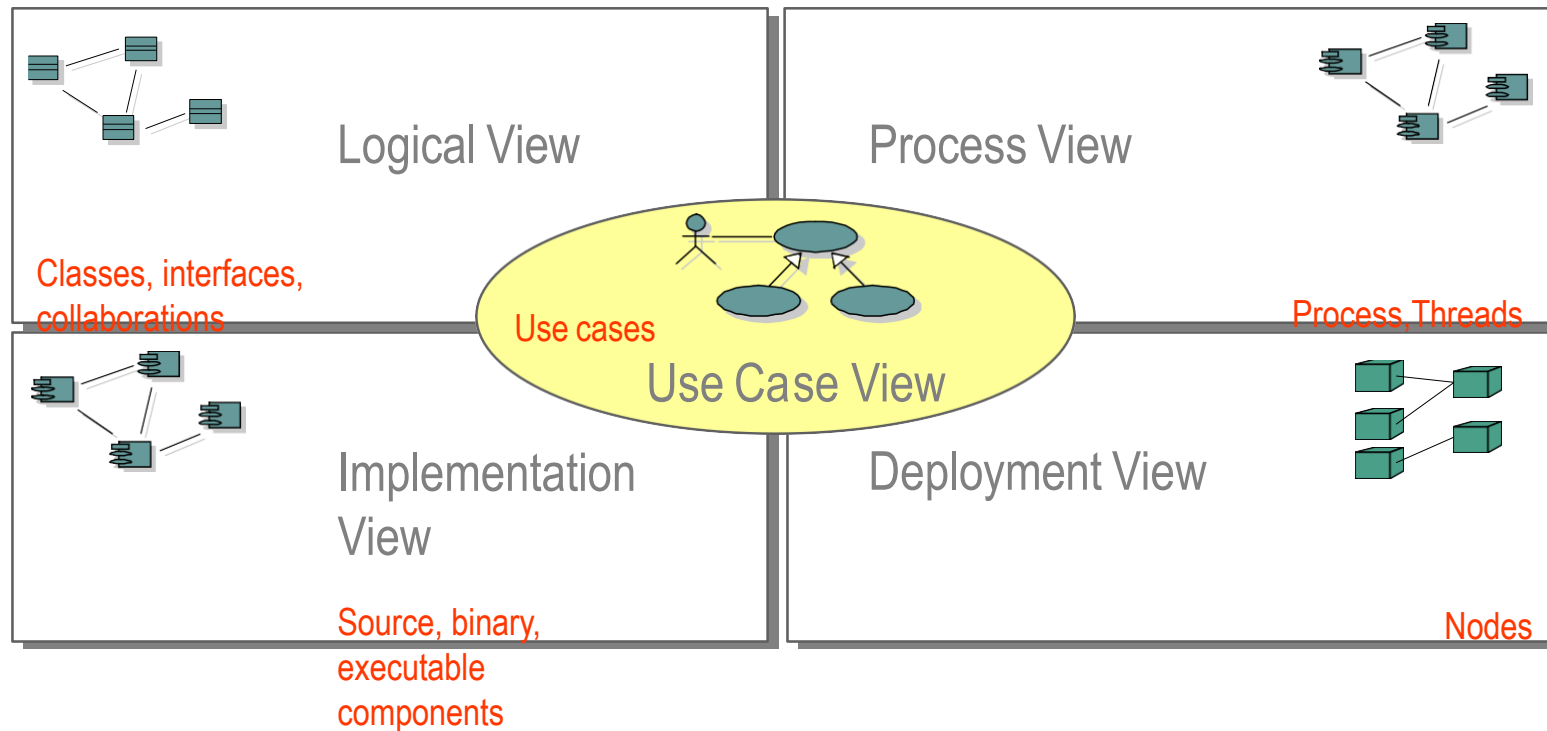 Logical View
Classes, interfaces,
collaborations
Process View
Process,Threads
Use cases
Use Case View
Implementation
View
Source, binary,
executable
components
Deployment View
Nodes